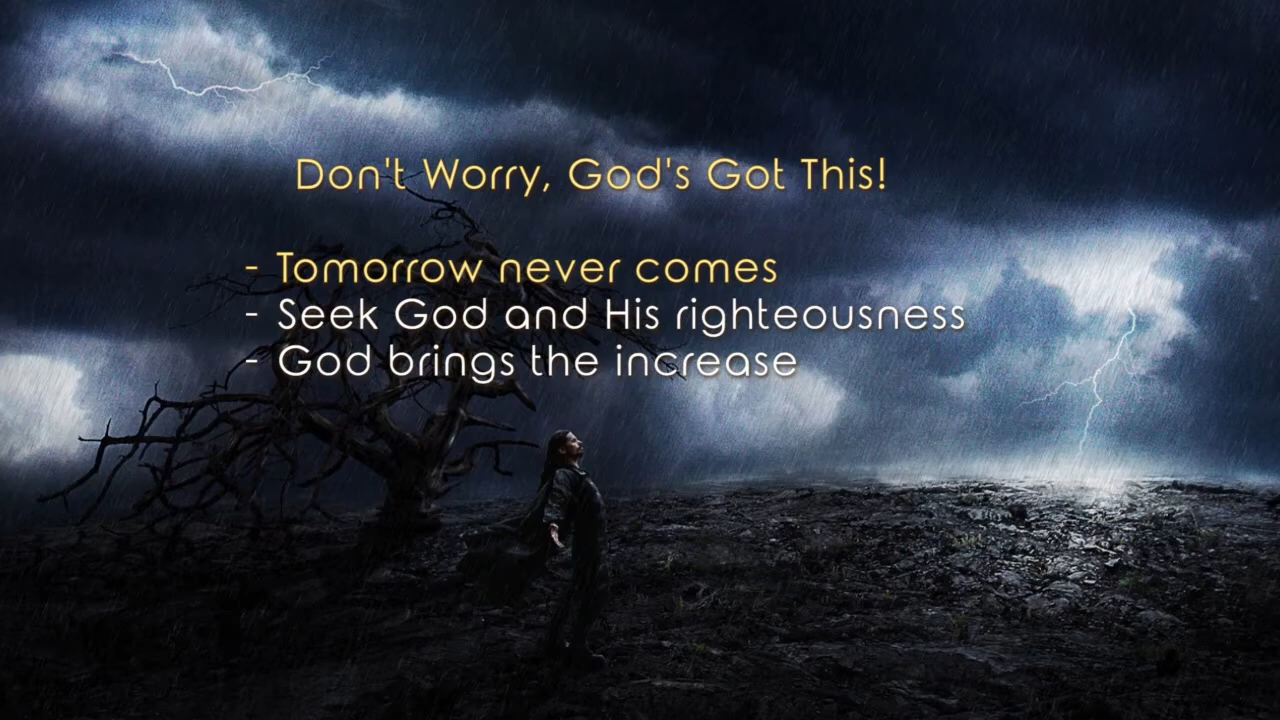 Don't Worry, God's Got This!
- Tomorrow never comes
- Seek God and His righteousness
- God brings the increase